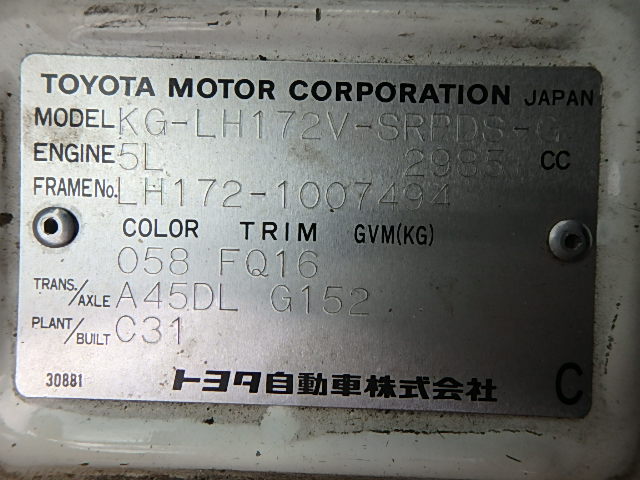 TOYOTA MOTOR CORPORATION JAPAN
MODEL KG-LH172V-SRPDS-G
ENGINE 5L 2985 CC
FRAME No. LH172-1007494
COLOR TRIM GVM(KG)
058 FQ16
TRANS./AXLE A45DL G152
PLANT/BUILT C31
30881 トヨタ自動車株式会社 C